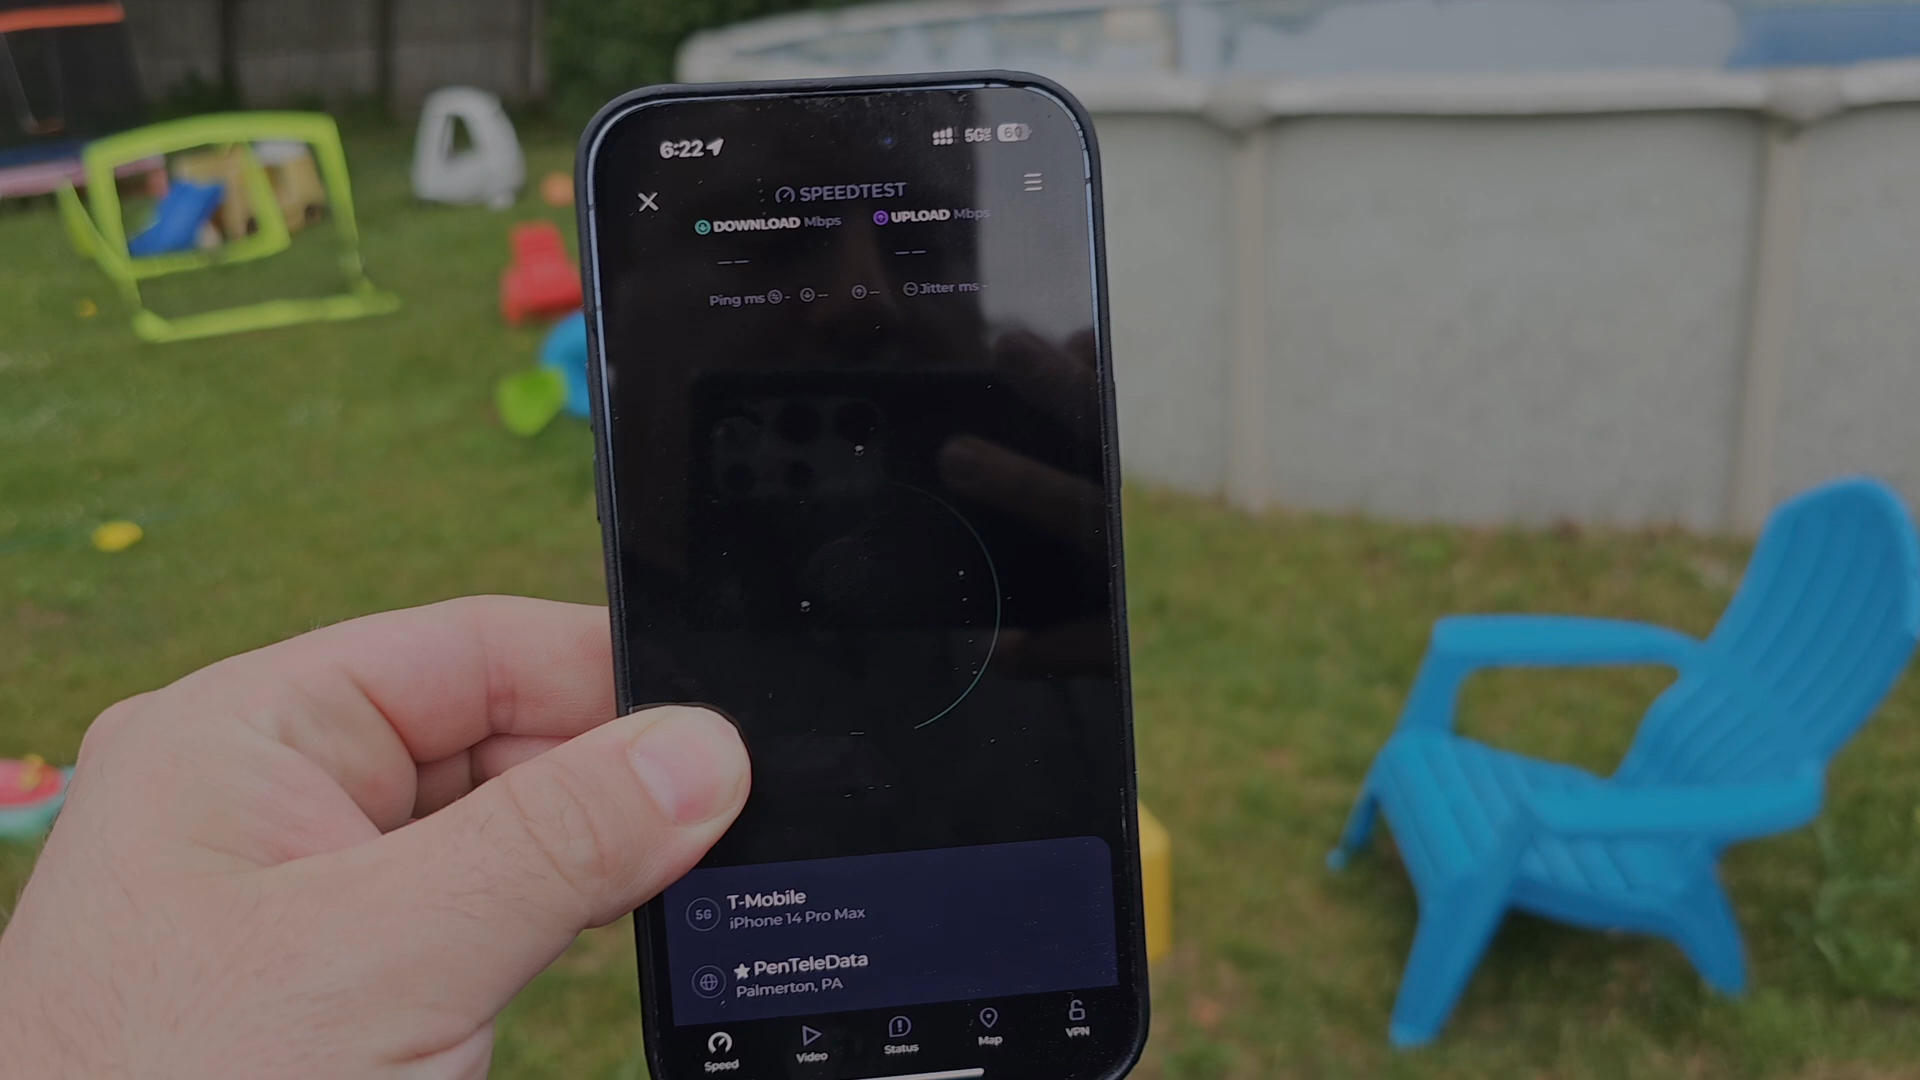 6:22
5G 60
SPEEDTEST
DOWNLOAD Mbps
UPLOAD Mbps
Ping ms
Jitter ms
5G
T-Mobile
iPhone 14 Pro Max
PenTeleData
Palmerton, PA
Speed
Video
Status
Map
VPN